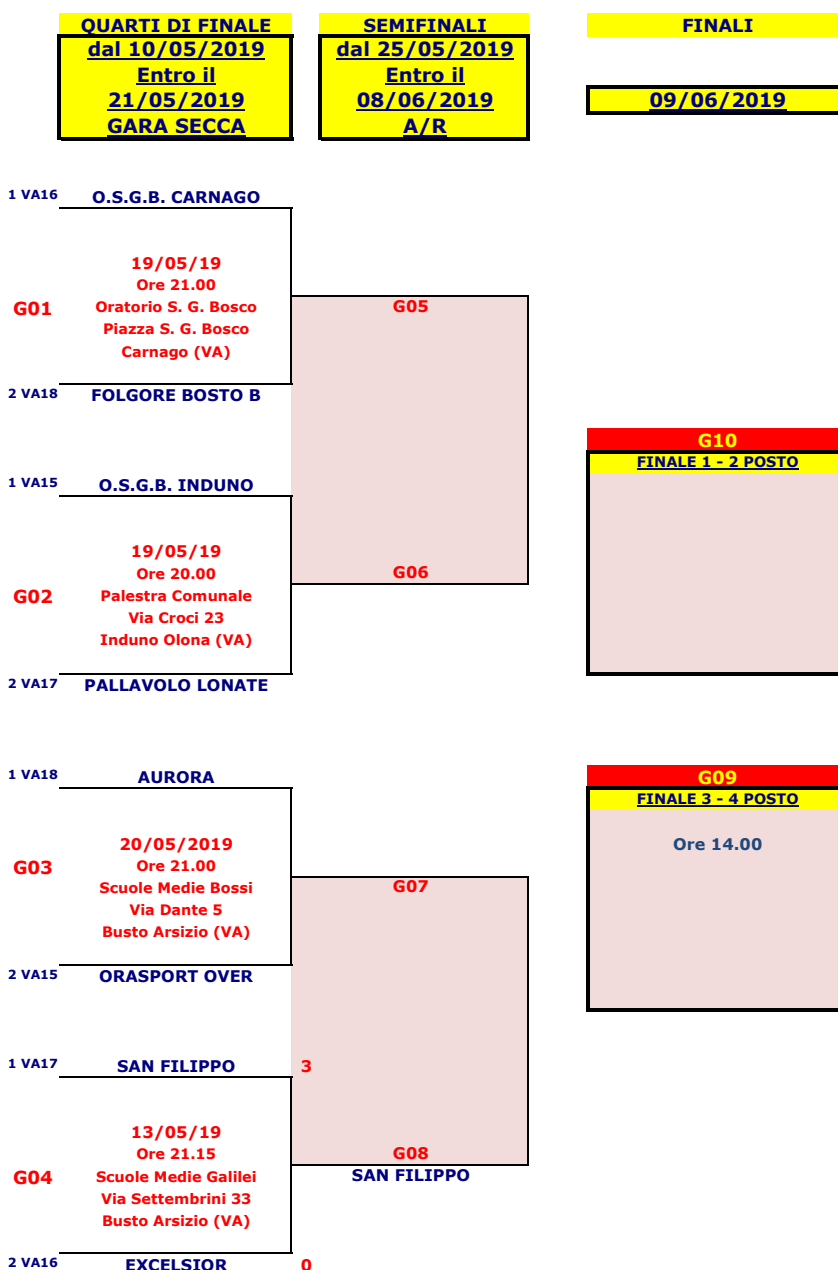 QUARTI DI FINALE
dal 10/05/2019
Entro il
21/05/2019
GARA SECCA
SEMIFINALI
dal 25/05/2019
Entro il
08/06/2019
A/R
FINALI
09/06/2019
1 VA16 O.S.G.B. CARNAGO
19/05/19
Ore 21.00
G01 Oratorio S. G. Bosco
Piazza S. G. Bosco
Carnago (VA)
2 VA18 FOLGORE BOSTO B
G05
1 VA15 O.S.G.B. INDUNO
19/05/19
Ore 20.00
G02 Palestra Comunale
Via Croci 23
Induno Olona (VA)
2 VA17 PALLAVOLO LONATE
G06
G10
FINALE 1 - 2 POSTO
1 VA18 AURORA
20/05/2019
G03 Ore 21.00
Scuole Medie Bossi
Via Dante 5
Busto Arsizio (VA)
2 VA15 ORASPORT OVER
G07
G09
FINALE 3 - 4 POSTO
Ore 14.00
1 VA17 SAN FILIPPO 3
13/05/19
Ore 21.15
G04 Scuole Medie Galilei
Via Settembrini 33
Busto Arsizio (VA)
2 VA16 EXCELSIOR 0
G08
SAN FILIPPO